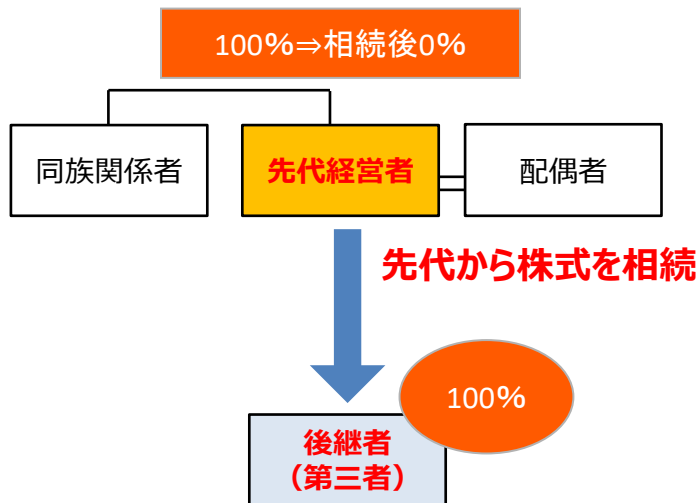 100%⇒相続後0%
同族関係者
先代経営者
配偶者
先代から株式を相続
100%
後継者
（第三者）